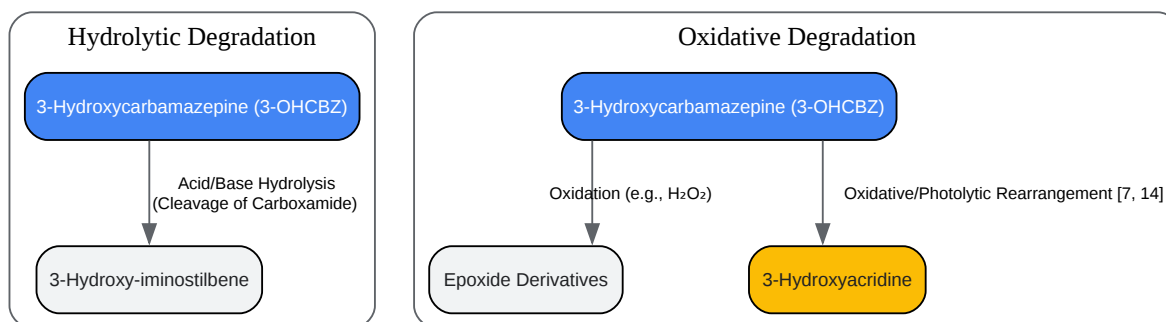 Hydrolytic Degradation
3-Hydroxycarbamazepine (3-OHCBZ)
Acid/Base Hydrolysis
(Cleavage of Carboxamide)
3-Hydroxy-iminostilbene
Oxidative Degradation
3-Hydroxycarbamazepine (3-OHCBZ)
Oxidation (e.g., H₂O₂)
Oxidative/Photolytic Rearrangement [7, 14]
Epoxide Derivatives
3-Hydroxyacridine